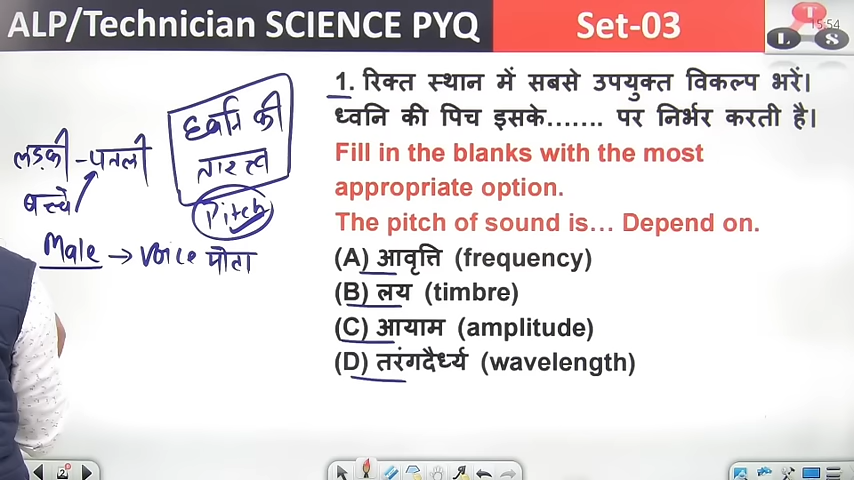 ALP/Technician SCIENCE PYQ
Set-03
T
L S
15:54
1. रिक्त स्थान में सबसे उपयुक्त विकल्प भरें।
ध्वनि की पिच इसके....... पर निर्भर करती है।
Fill in the blanks with the most
appropriate option.
The pitch of sound is... Depend on.
(A) आवृत्ति (frequency)
(B) लय (timbre)
(C) आयाम (amplitude)
(D) तरंगदैर्ध्य (wavelength)
ध्वनि की
तारत्व
Pitch
लड़की - पतली
बच्चे
Male → Voice मोटा
2